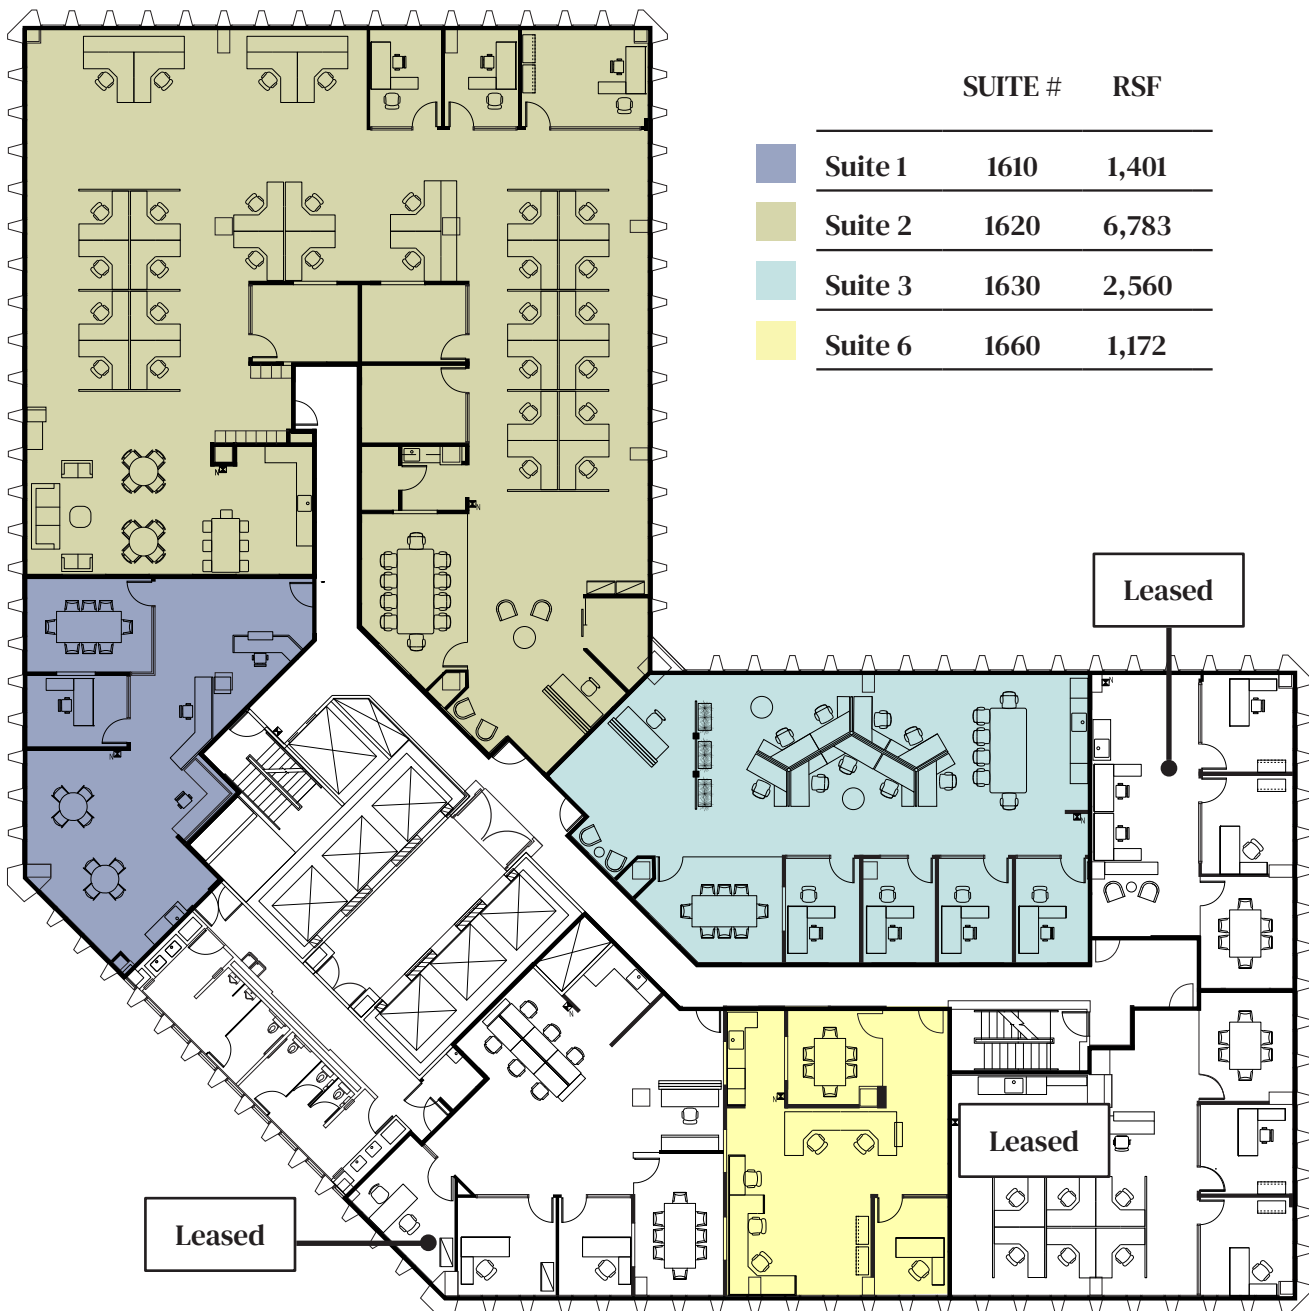 SUITE # RSF
Suite 1 1610 1,401
Suite 2 1620 6,783
Suite 3 1630 2,560
Suite 6 1660 1,172
Leased
Leased
Leased
N
N
N
N
N
N
N